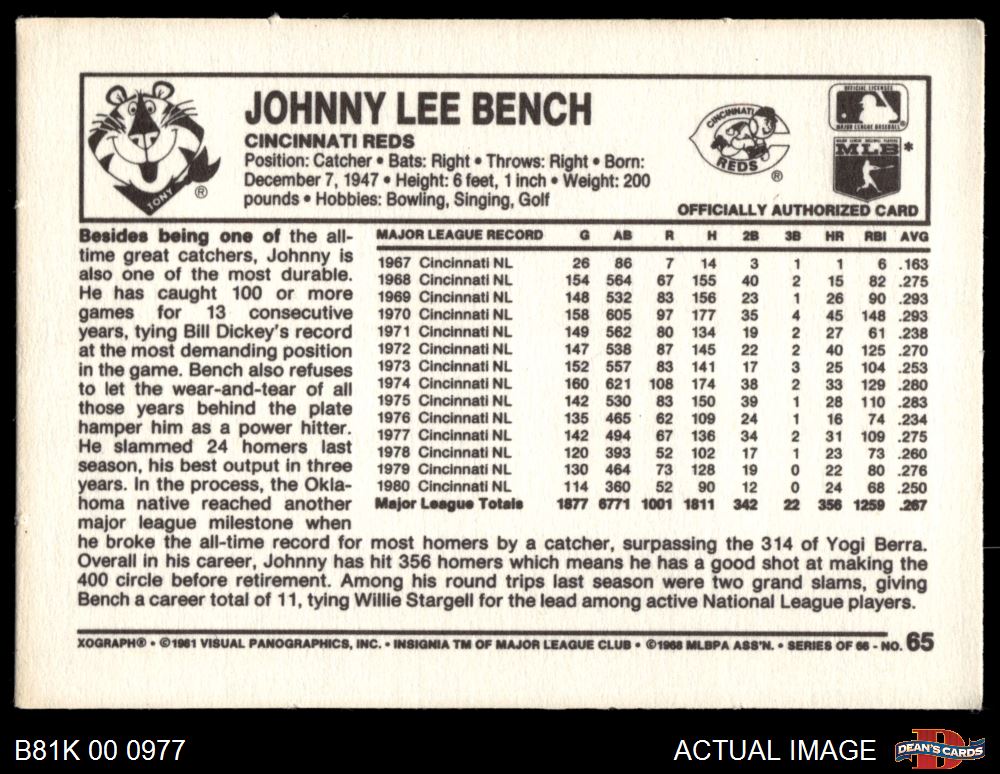 JOHNNY LEE BENCH
CINCINNATI REDS
Position: Catcher • Bats: Right • Throws: Right • Born:
December 7, 1947 • Height: 6 feet, 1 inch • Weight: 200
pounds • Hobbies: Bowling, Singing, Golf
TONY
®
CINCINNATI
REDS
®
OFFICIAL LICENSEE
MAJOR LEAGUE BASEBALL
MLB *
OFFICIALLY AUTHORIZED CARD
Besides being one of the all-
time great catchers, Johnny is
also one of the most durable.
He has caught 100 or more
games for 13 consecutive
years, tying Bill Dickey's record
at the most demanding position
in the game. Bench also refuses
to let the wear-and-tear of all
those years behind the plate
hamper him as a power hitter.
He slammed 24 homers last
season, his best output in three
years. In the process, the Okla-
homa native reached another
major league milestone when
he broke the all-time record for most homers by a catcher, surpassing the 314 of Yogi Berra.
Overall in his career, Johnny has hit 356 homers which means he has a good shot at making the
400 circle before retirement. Among his round trips last season were two grand slams, giving
Bench a career total of 11, tying Willie Stargell for the lead among active National League players.
MAJOR LEAGUE RECORD G AB R H 2B 3B HR RBI AVG
1967 Cincinnati NL 26 86 7 14 3 1 1 6 .163
1968 Cincinnati NL 154 564 67 155 40 2 15 82 .275
1969 Cincinnati NL 148 532 83 156 23 1 26 90 .293
1970 Cincinnati NL 158 605 97 177 35 4 45 148 .293
1971 Cincinnati NL 149 562 80 134 19 2 27 61 .238
1972 Cincinnati NL 147 538 87 145 22 2 40 125 .270
1973 Cincinnati NL 152 557 83 141 17 3 25 104 .253
1974 Cincinnati NL 160 621 108 174 38 2 33 129 .280
1975 Cincinnati NL 142 530 83 150 39 1 28 110 .283
1976 Cincinnati NL 135 465 62 109 24 1 16 74 .234
1977 Cincinnati NL 142 494 67 136 34 2 31 109 .275
1978 Cincinnati NL 120 393 52 102 17 1 23 73 .260
1979 Cincinnati NL 130 464 73 128 19 0 22 80 .276
1980 Cincinnati NL 114 360 52 90 12 0 24 68 .250
Major League Totals 1877 6771 1001 1811 342 22 356 1259 .267
XOGRAPH® • ©1981 VISUAL PANOGRAPHICS, INC. • INSIGNIA TM OF MAJOR LEAGUE CLUB • ©1968 MLBPA ASS'N. • SERIES OF 66 - NO. 65
B81K 00 0977
ACTUAL IMAGE
DEAN'S CARDS